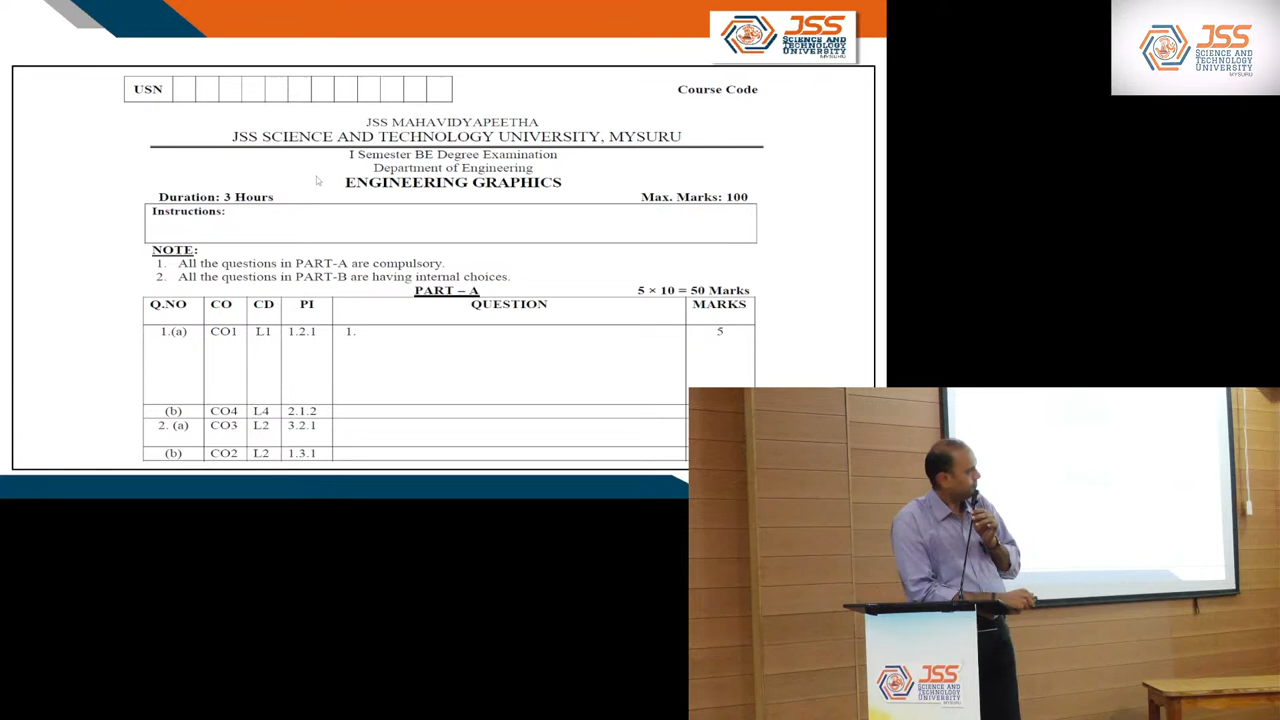 JSS
SCIENCE AND
TECHNOLOGY
UNIVERSITY
MYSURU
JSS
SCIENCE AND
TECHNOLOGY
UNIVERSITY
MYSURU
USN
Course Code
JSS MAHAVIDYAPEETHA
JSS SCIENCE AND TECHNOLOGY UNIVERSITY, MYSURU
I Semester BE Degree Examination
Department of Engineering
ENGINEERING GRAPHICS
Duration: 3 Hours Max. Marks: 100
Instructions:
NOTE:
1. All the questions in PART-A are compulsory.
2. All the questions in PART-B are having internal choices.
PART – A 5 × 10 = 50 Marks
Q.NO CO CD PI QUESTION MARKS
1.(a) CO1 L1 1.2.1 1. 5
(b) CO4 L4 2.1.2
2. (a) CO3 L2 3.2.1
(b) CO2 L2 1.3.1
JSS
SCIENCE AND
TECHNOLOGY
UNIVERSITY
MYSURU